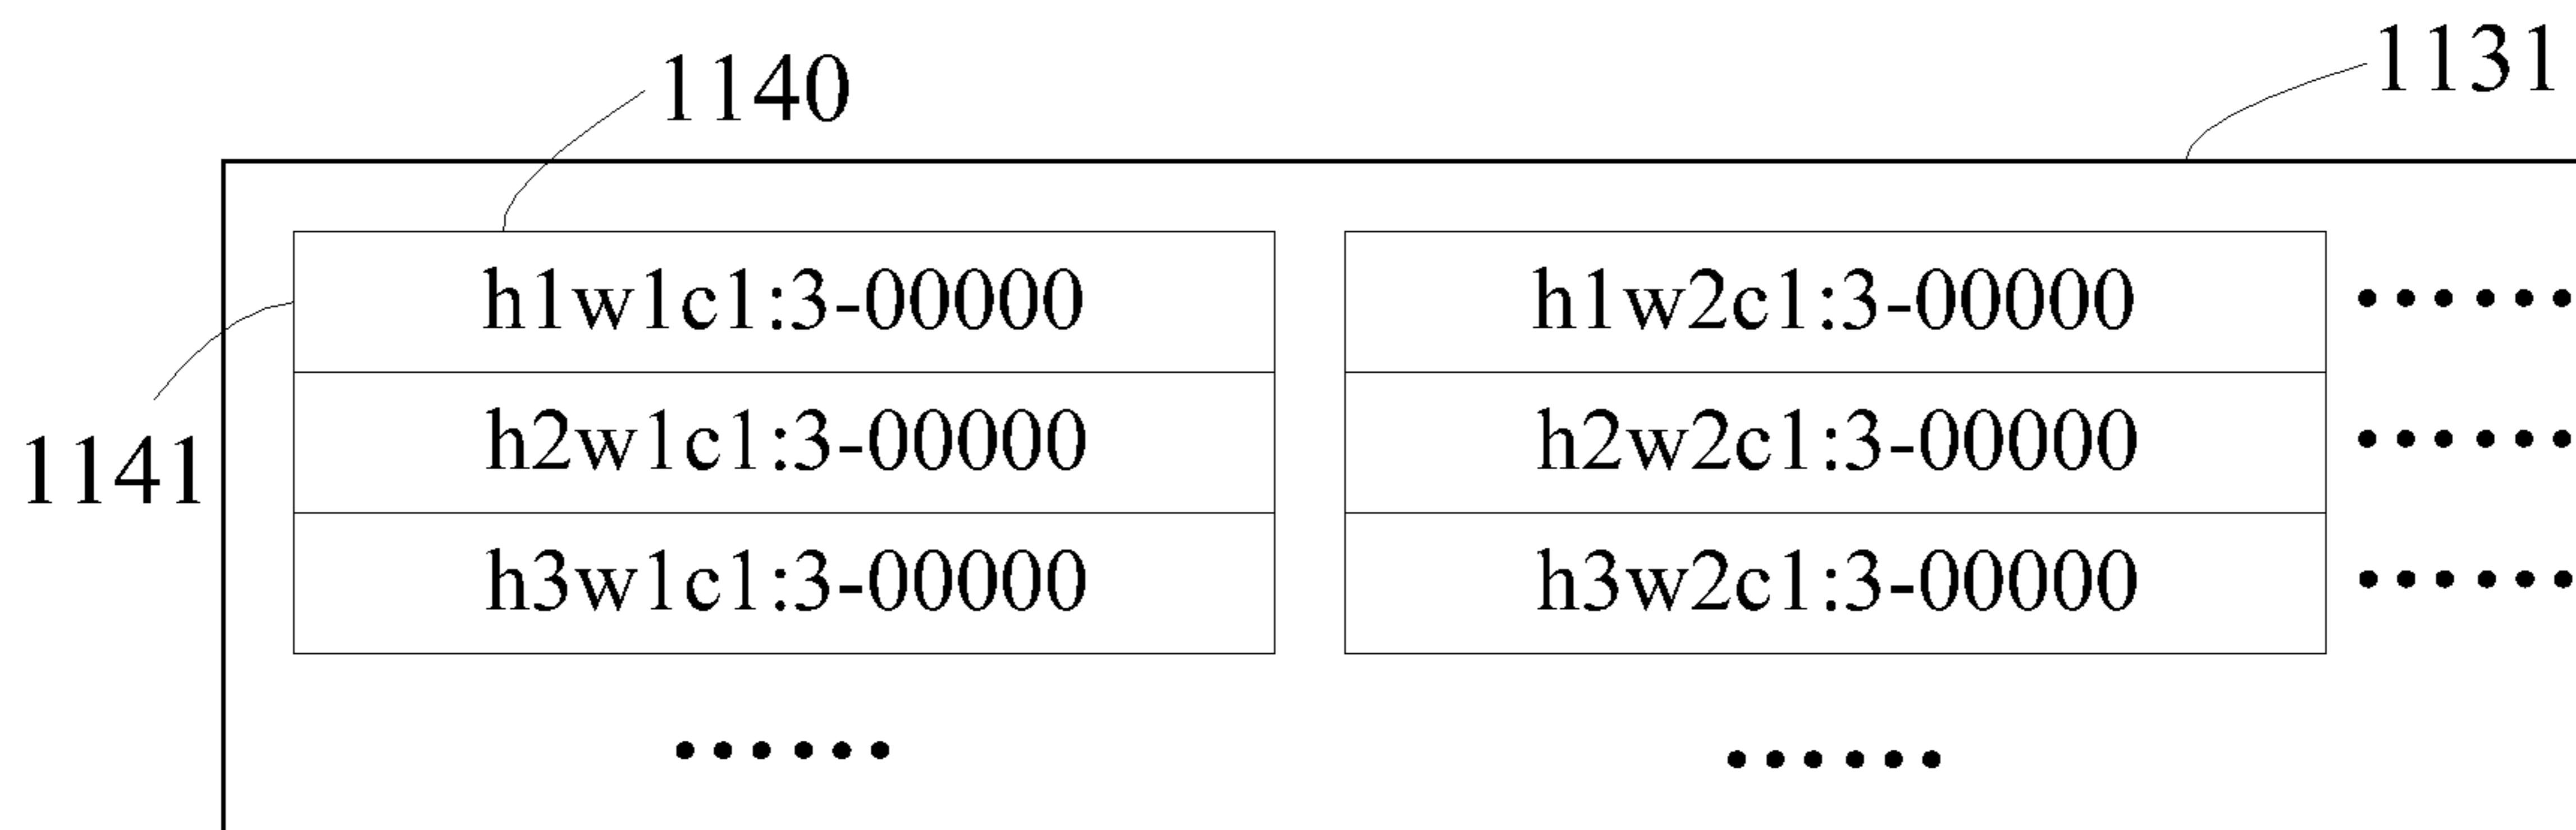 1131
1140
h1w1c1:3-00000 h1w2c1:3-00000 ......
1141
h2w1c1:3-00000 h2w2c1:3-00000 ......
h3w1c1:3-00000 h3w2c1:3-00000 ......
...... ......